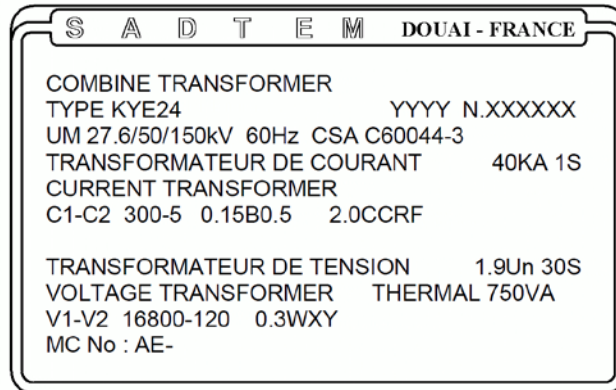 SADTEM DOUAI - FRANCE
COMBINE TRANSFORMER
TYPE KYE24 YYYY N.XXXXXX
UM 27.6/50/150kV 60Hz CSA C60044-3
TRANSFORMATEUR DE COURANT 40KA 1S
CURRENT TRANSFORMER
C1-C2 300-5 0.15B0.5 2.0CCRF
TRANSFORMATEUR DE TENSION 1.9Un 30S
VOLTAGE TRANSFORMER THERMAL 750VA
V1-V2 16800-120 0.3WXY
MC No : AE-